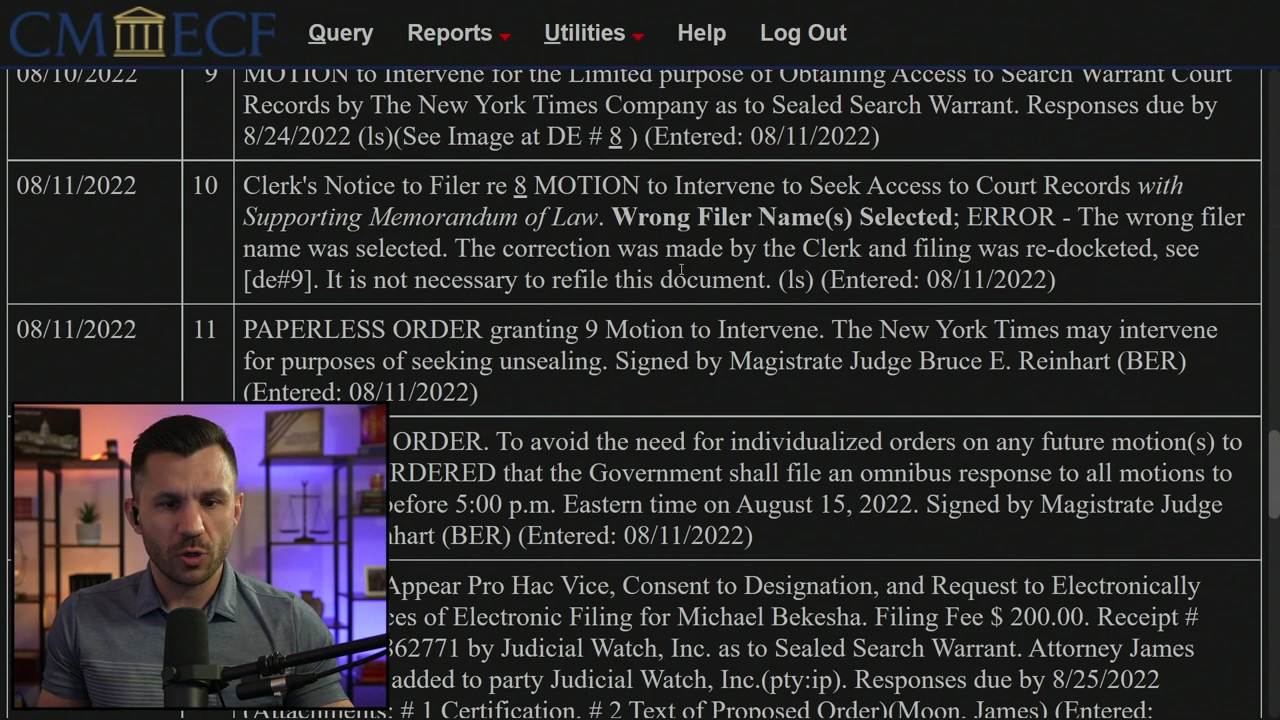 CM ECF Query Reports Utilities Help Log Out
08/10/2022 9 MOTION to Intervene for the Limited purpose of Obtaining Access to Search Warrant Court
Records by The New York Times Company as to Sealed Search Warrant. Responses due by
8/24/2022 (ls)(See Image at DE # 8 ) (Entered: 08/11/2022)
08/11/2022 10 Clerk's Notice to Filer re 8 MOTION to Intervene to Seek Access to Court Records with
Supporting Memorandum of Law. Wrong Filer Name(s) Selected; ERROR - The wrong filer
name was selected. The correction was made by the Clerk and filing was re-docketed, see
[de#9]. It is not necessary to refile this document. (ls) (Entered: 08/11/2022)
08/11/2022 11 PAPERLESS ORDER granting 9 Motion to Intervene. The New York Times may intervene
for purposes of seeking unsealing. Signed by Magistrate Judge Bruce E. Reinhart (BER)
(Entered: 08/11/2022)
ORDER. To avoid the need for individualized orders on any future motion(s) to
RDERED that the Government shall file an omnibus response to all motions to
before 5:00 p.m. Eastern time on August 15, 2022. Signed by Magistrate Judge
nhart (BER) (Entered: 08/11/2022)
Appear Pro Hac Vice, Consent to Designation, and Request to Electronically
ces of Electronic Filing for Michael Bekesha. Filing Fee $ 200.00. Receipt #
862771 by Judicial Watch, Inc. as to Sealed Search Warrant. Attorney James
added to party Judicial Watch, Inc.(pty:ip). Responses due by 8/25/2022
(Attachments: # 1 Certification, # 2 Text of Proposed Order)(Moon, James) (Entered: